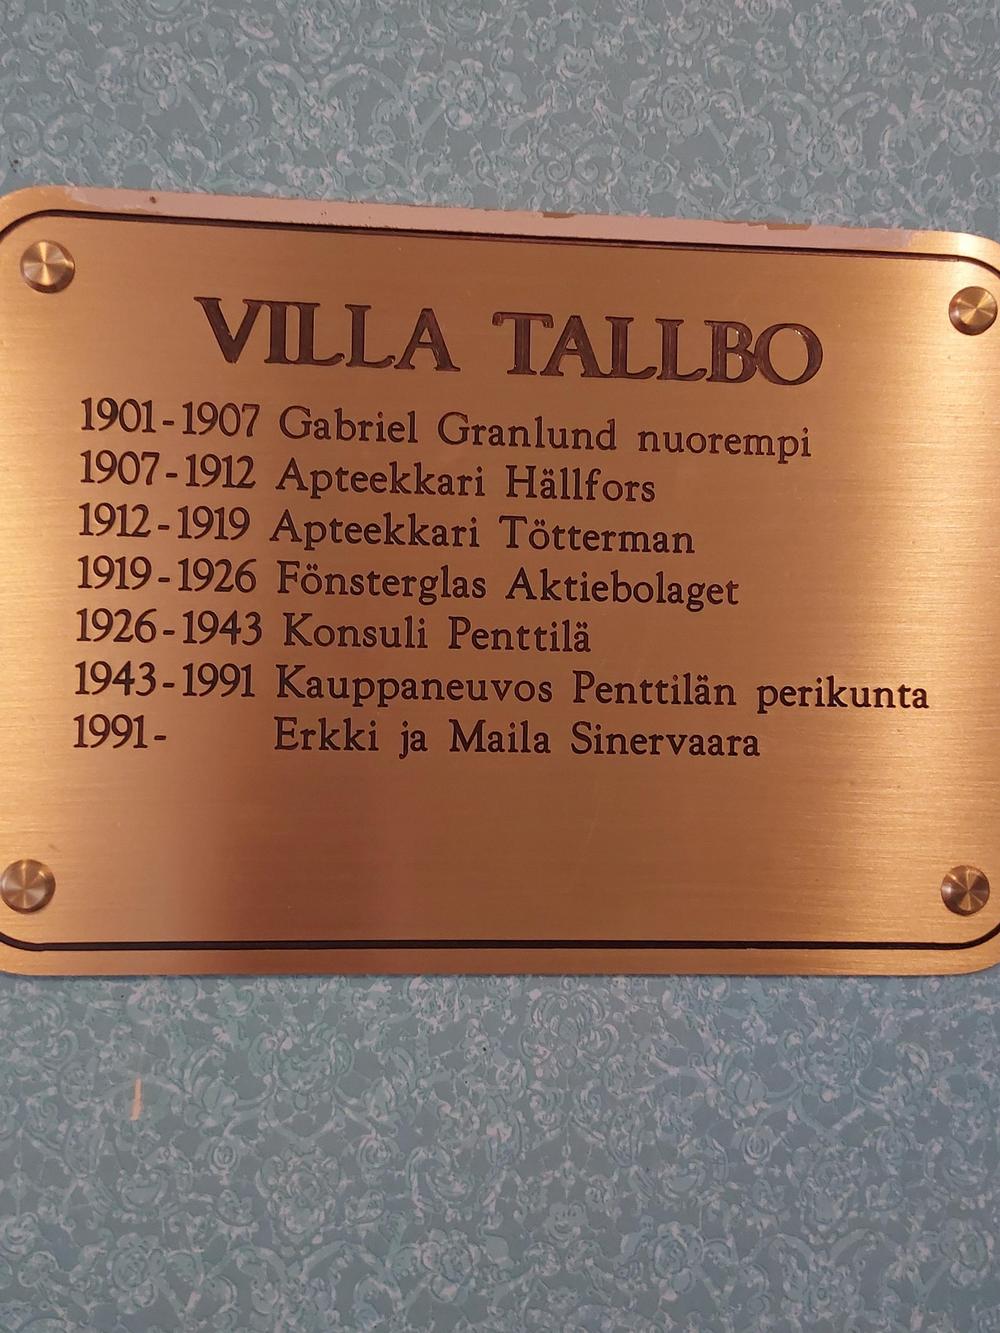 VILLA TALLBO
1901-1907 Gabriel Granlund nuorempi
1907-1912 Apteekkari Hällfors
1912-1919 Apteekkari Tötterman
1919-1926 Fönsterglas Aktiebolaget
1926-1943 Konsuli Penttilä
1943-1991 Kauppaneuvos Penttilän perikunta
1991- Erkki ja Maila Sinervaara